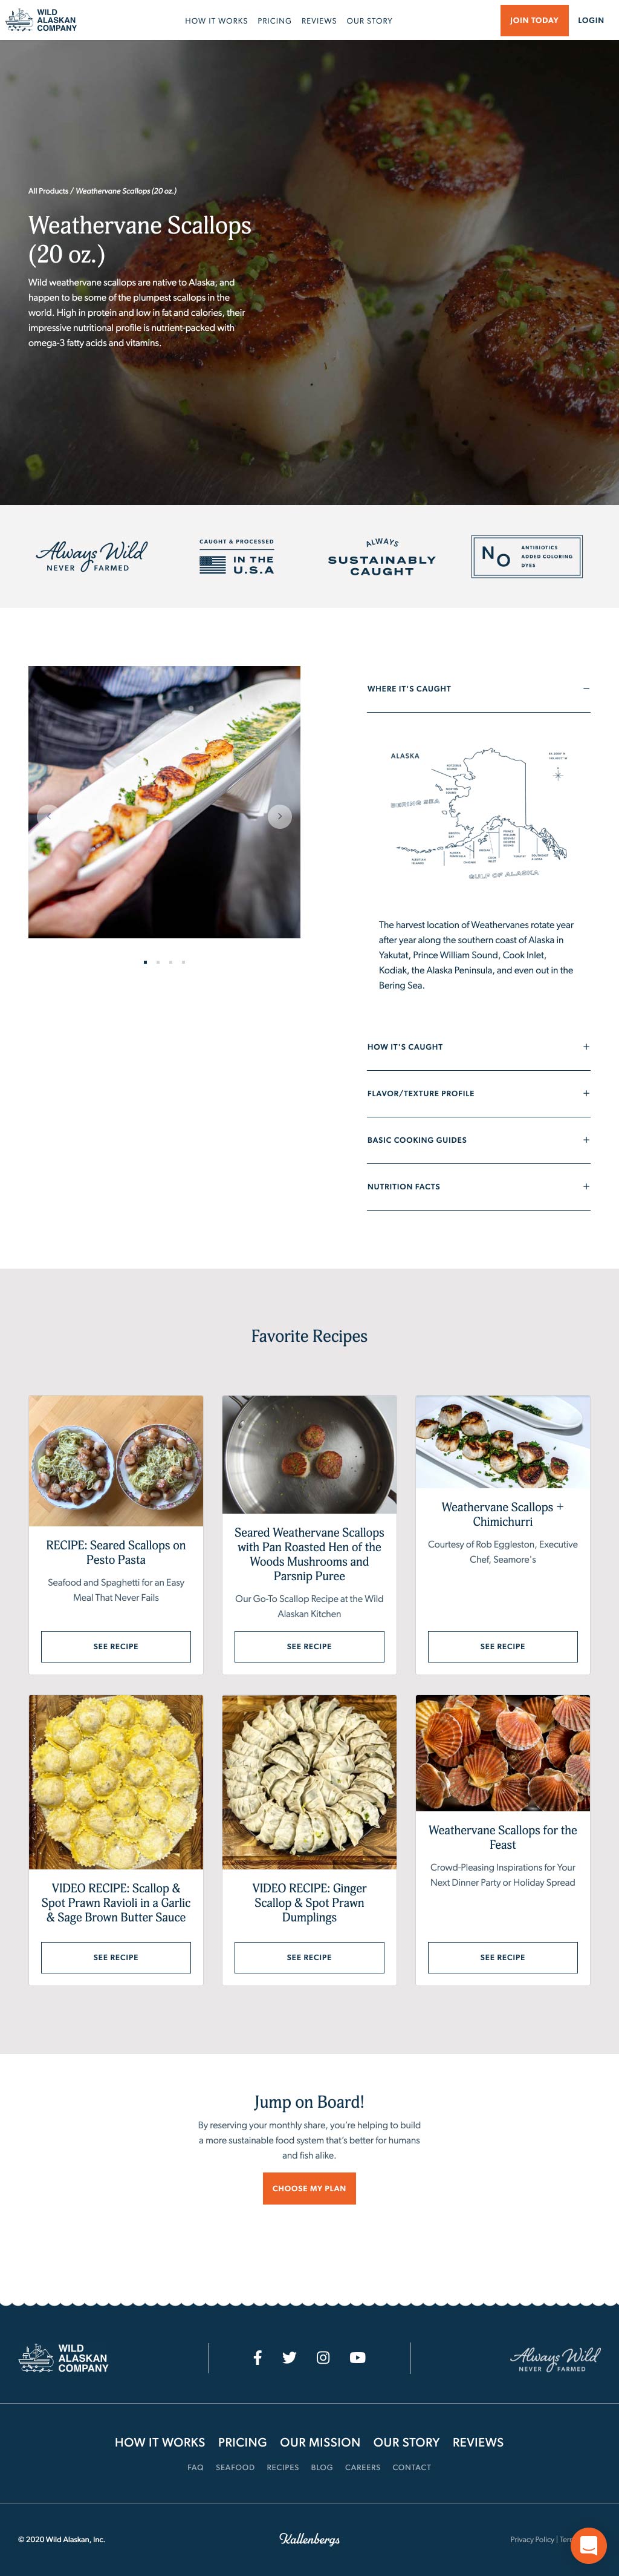 WILD
ALASKAN
COMPANY
HOW IT WORKS PRICING REVIEWS OUR STORY
JOIN TODAY LOGIN
All Products / Weathervane Scallops (20 oz.)
Weathervane Scallops
(20 oz.)
Wild weathervane scallops are native to Alaska, and
happen to be some of the plumpest scallops in the
world. High in protein and low in fat and calories, their
impressive nutritional profile is nutrient-packed with
omega-3 fatty acids and vitamins.
Always Wild
NEVER FARMED
CAUGHT & PROCESSED
IN THE
U.S.A
ALWAYS
SUSTAINABLY
CAUGHT
NO
ANTIBIOTICS
ADDED COLORING
DYES
WHERE IT'S CAUGHT
ALASKA
BERING SEA
GULF OF ALASKA
The harvest location of Weathervanes rotate year
after year along the southern coast of Alaska in
Yakutat, Prince William Sound, Cook Inlet,
Kodiak, the Alaska Peninsula, and even out in the
Bering Sea.
HOW IT'S CAUGHT
FLAVOR/TEXTURE PROFILE
BASIC COOKING GUIDES
NUTRITION FACTS
Favorite Recipes
RECIPE: Seared Scallops on
Pesto Pasta
Seafood and Spaghetti for an Easy
Meal That Never Fails
SEE RECIPE
Seared Weathervane Scallops
with Pan Roasted Hen of the
Woods Mushrooms and
Parsnip Puree
Our Go-To Scallop Recipe at the Wild
Alaskan Kitchen
SEE RECIPE
Weathervane Scallops +
Chimichurri
Courtesy of Rob Eggleston, Executive
Chef, Seamore's
SEE RECIPE
VIDEO RECIPE: Scallop &
Spot Prawn Ravioli in a Garlic
& Sage Brown Butter Sauce
SEE RECIPE
VIDEO RECIPE: Ginger
Scallop & Spot Prawn
Dumplings
SEE RECIPE
Weathervane Scallops for the
Feast
Crowd-Pleasing Inspirations for Your
Next Dinner Party or Holiday Spread
SEE RECIPE
Jump on Board!
By reserving your monthly share, you're helping to build
a more sustainable food system that's better for humans
and fish alike.
CHOOSE MY PLAN
WILD
ALASKAN
COMPANY
Always Wild
NEVER FARMED
HOW IT WORKS PRICING OUR MISSION OUR STORY REVIEWS
FAQ SEAFOOD RECIPES BLOG CAREERS CONTACT
© 2020 Wild Alaskan, Inc.
Kallenbergs
Privacy Policy |